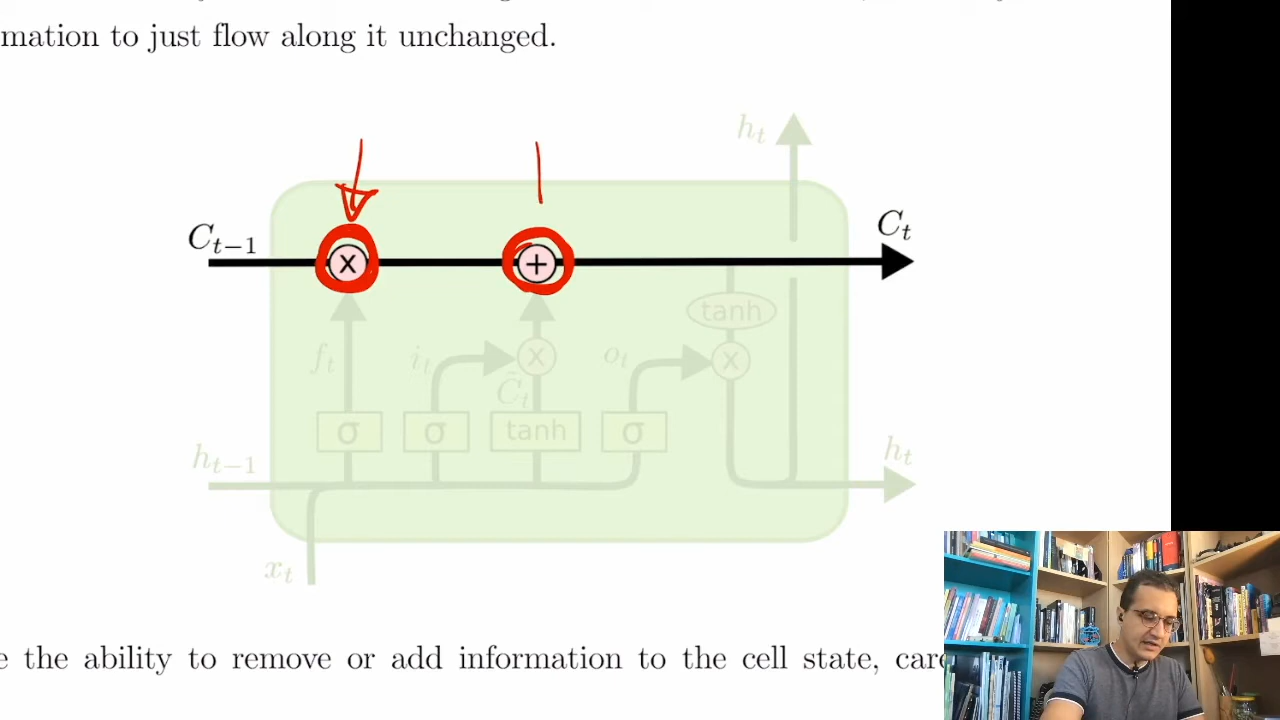 mation to just flow along it unchanged.
h_t
C_{t−1}
C_t
x
+
tanh
f_t
i_t
x
o_t
x
C̃_t
σ
σ
tanh
σ
h_{t−1}
h_t
x_t
e the ability to remove or add information to the cell state, care